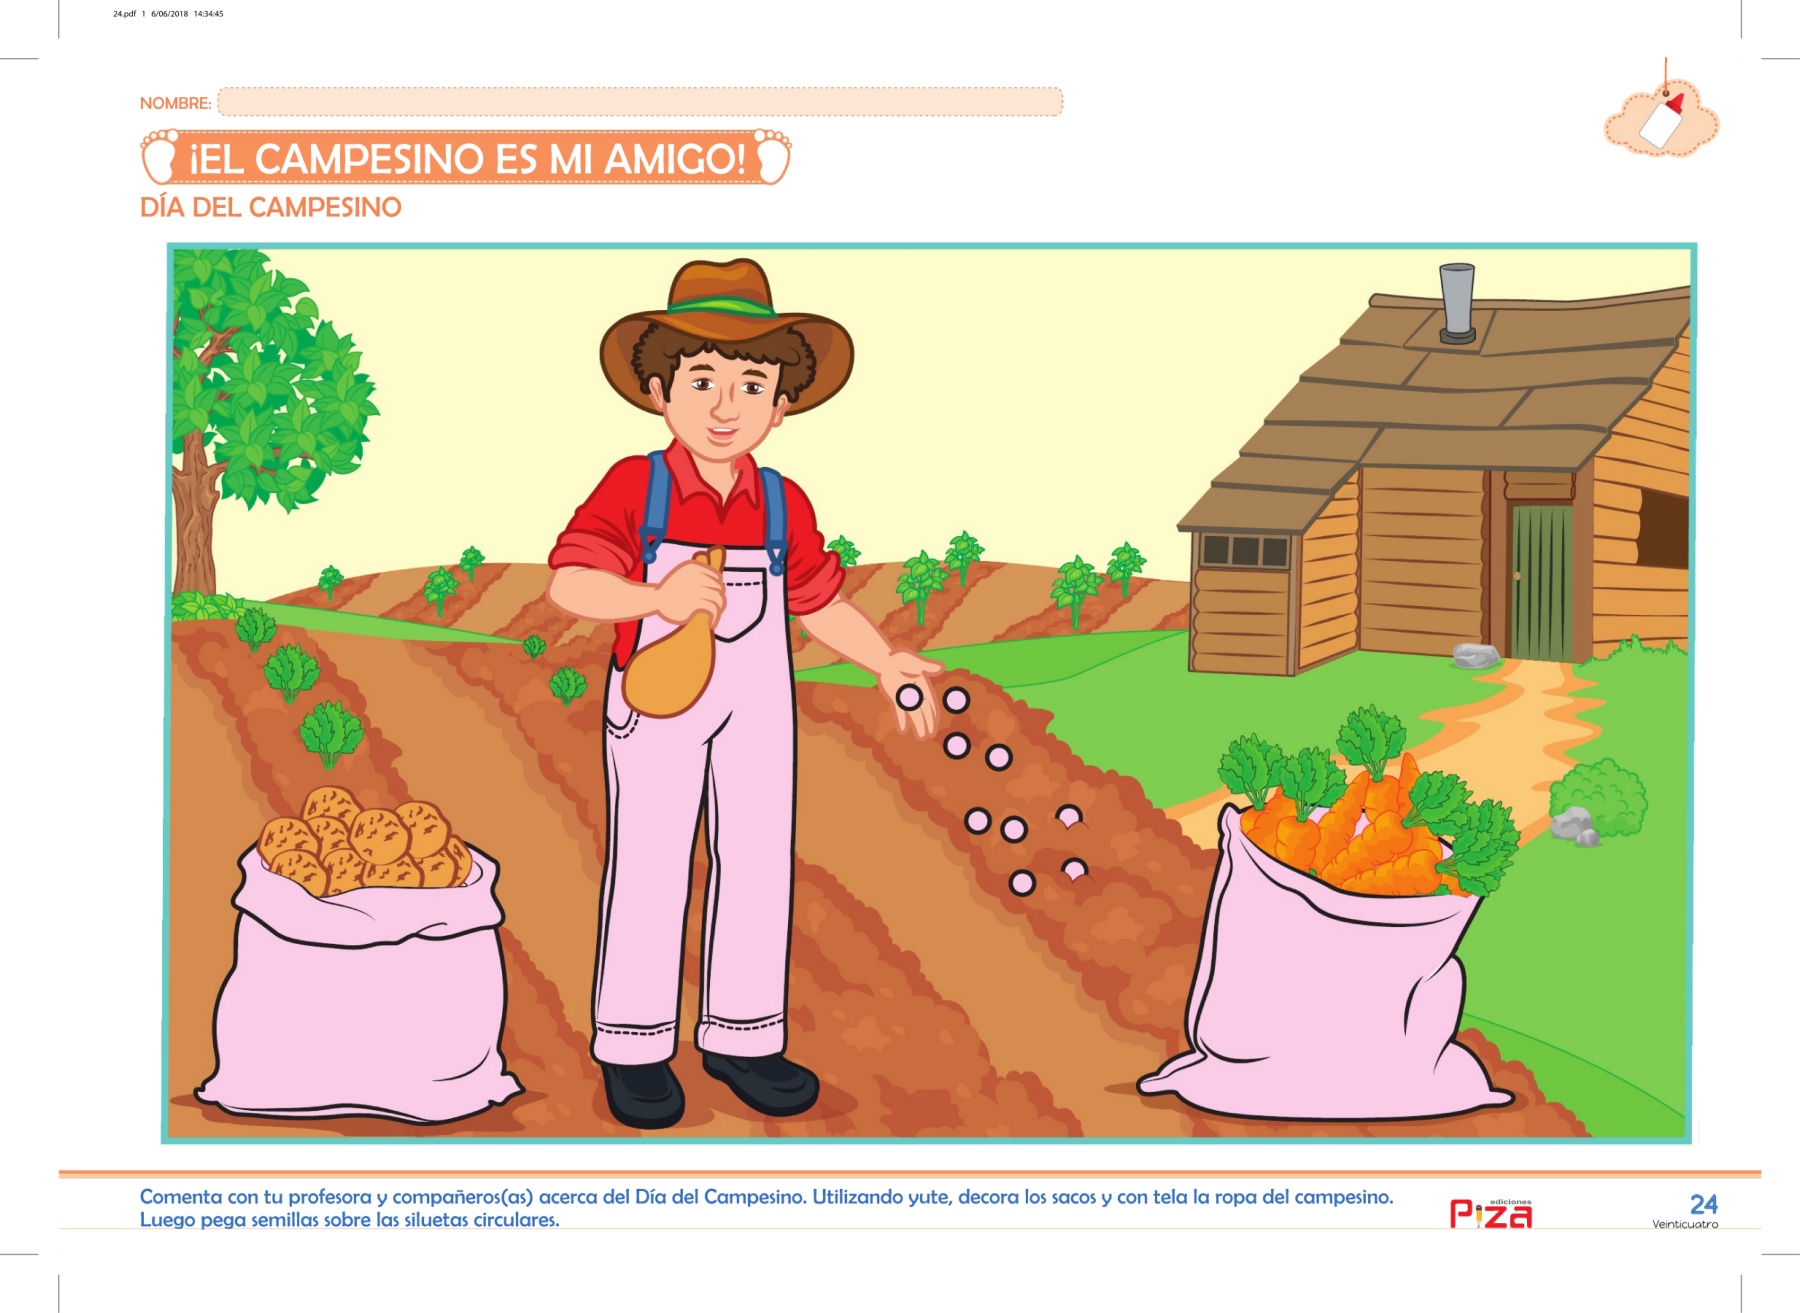 24.pdf 1 6/06/2018 14:34:45
NOMBRE:
¡EL CAMPESINO ES MI AMIGO!
DÍA DEL CAMPESINO
Comenta con tu profesora y compañeros(as) acerca del Día del Campesino. Utilizando yute, decora los sacos y con tela la ropa del campesino.
Luego pega semillas sobre las siluetas circulares.
ediciones
Piza
24
Veinticuatro